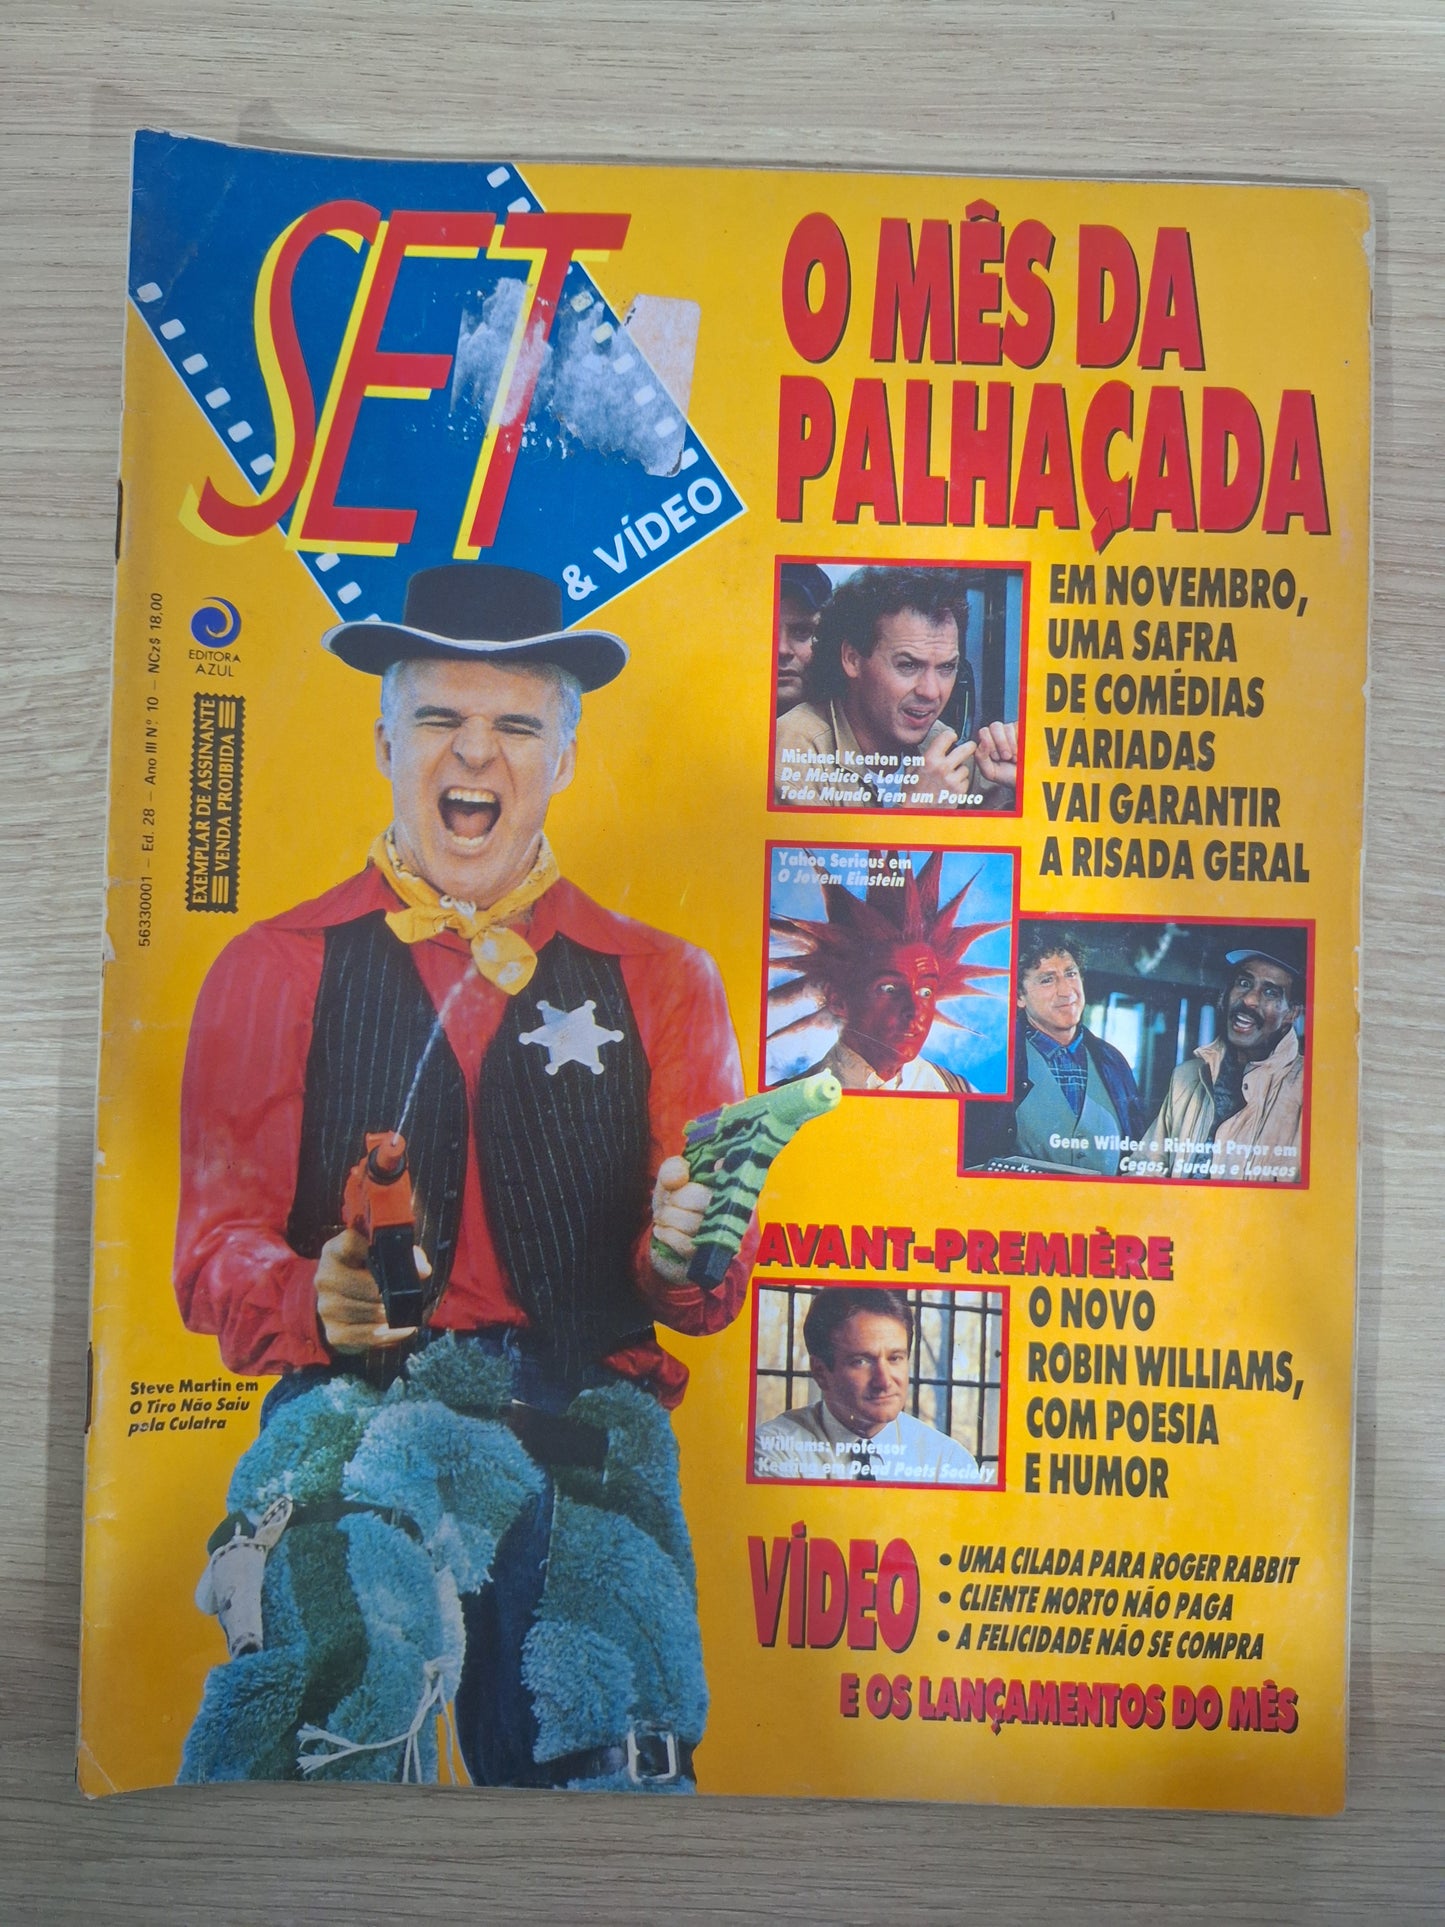 SET
& VÍDEO
O MÊS DA
PALHAÇADA
EM NOVEMBRO,
UMA SAFRA
DE COMÉDIAS
VARIADAS
VAI GARANTIR
A RISADA GERAL
Michael Keaton em
De Médico e Louco
Todo Mundo Tem um Pouco
Yahoo Serious em
O Jovem Einstein
Gene Wilder e Richard Pryor em
Cegos, Surdos e Loucos
EDITORA
AZUL
EXEMPLAR DE ASSINANTE
VENDA PROIBIDA
56330001 – Ed. 28 – Ano III Nº 10 – NCz$ 18,00
Steve Martin em
O Tiro Não Saiu
pela Culatra
AVANT-PREMIÈRE
O NOVO
ROBIN WILLIAMS,
COM POESIA
E HUMOR
Williams: professor
Keating em Dead Poets Society
VÍDEO
• UMA CILADA PARA ROGER RABBIT
• CLIENTE MORTO NÃO PAGA
• A FELICIDADE NÃO SE COMPRA
E OS LANÇAMENTOS DO MÊS